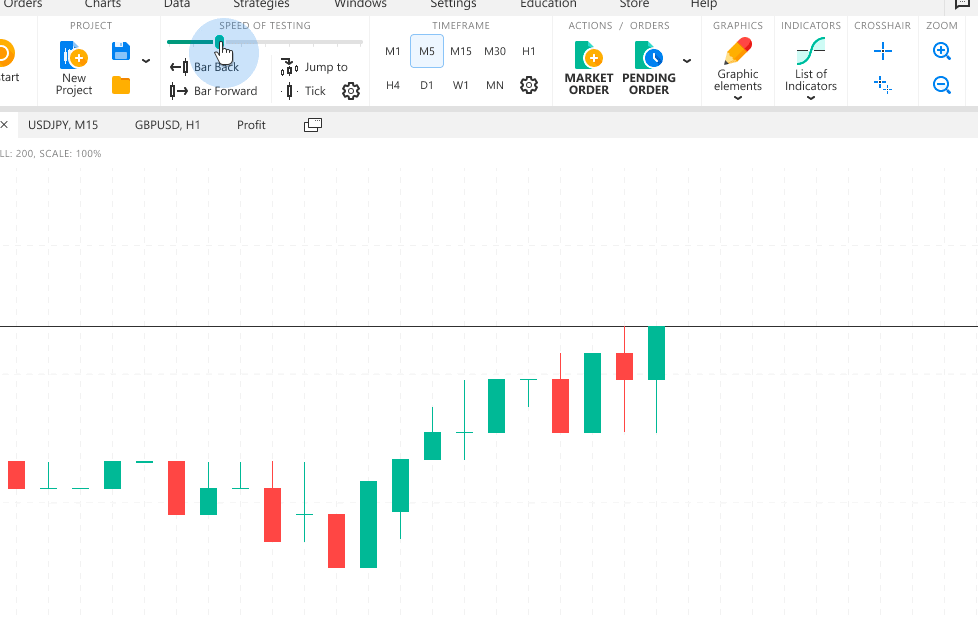 Orders Charts Data Strategies Windows Settings Education Store Help
PROJECT SPEED OF TESTING TIMEFRAME ACTIONS / ORDERS GRAPHICS INDICATORS CROSSHAIR ZOOM
start
New
Project
Bar Back Jump to
Bar Forward Tick
M1 M5 M15 M30 H1
H4 D1 W1 MN
MARKET
ORDER
PENDING
ORDER
Graphic
elements
List of
Indicators
USDJPY, M15 GBPUSD, H1 Profit
LL: 200, SCALE: 100%